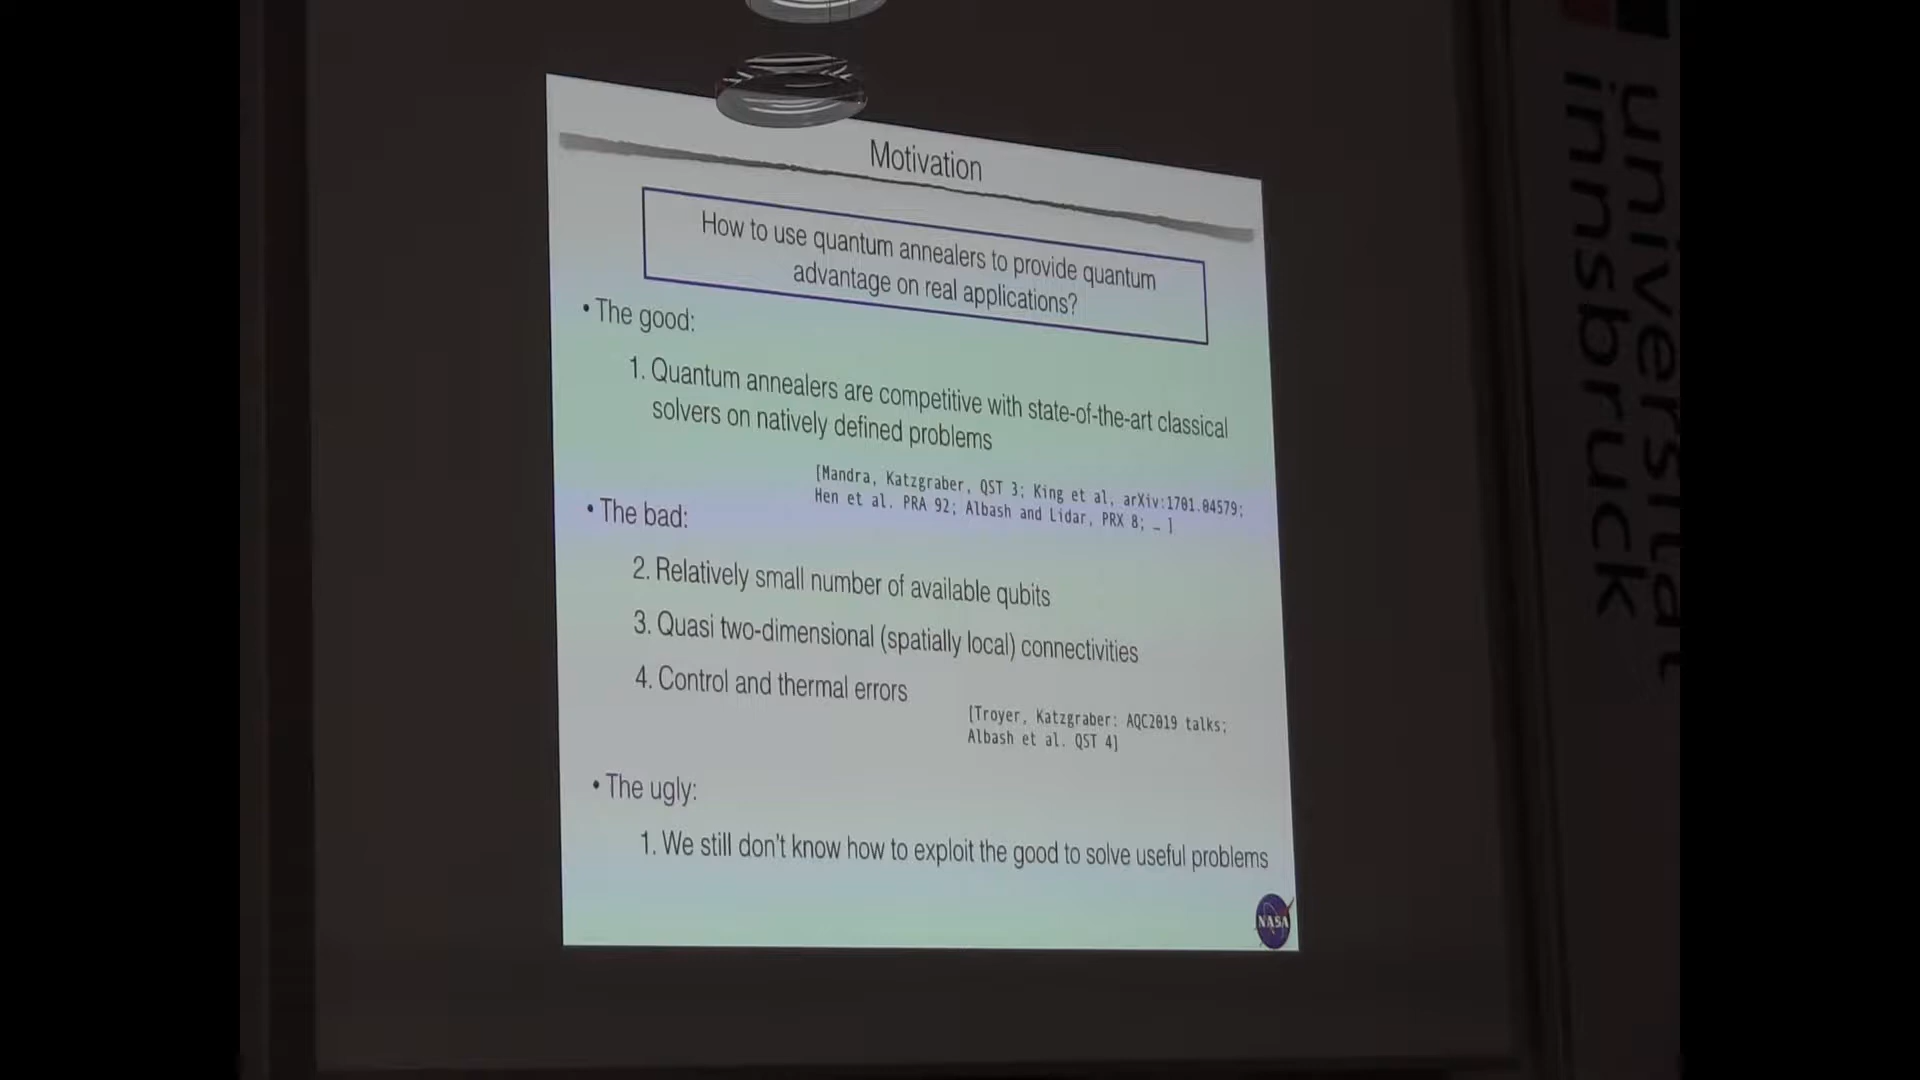 Motivation
How to use quantum annealers to provide quantum
advantage on real applications?
• The good:
1. Quantum annealers are competitive with state-of-the-art classical
solvers on natively defined problems
[Mandra, Katzgraber, QST 3; King et al, arXiv:1701.04579;
Hen et al. PRA 92; Albash and Lidar, PRX 8; … ]
• The bad:
2. Relatively small number of available qubits
3. Quasi two-dimensional (spatially local) connectivities
4. Control and thermal errors
[Troyer, Katzgraber: AQC2019 talks;
Albash et al. QST 4]
• The ugly:
1. We still don't know how to exploit the good to solve useful problems
NASA
universität
innsbruck